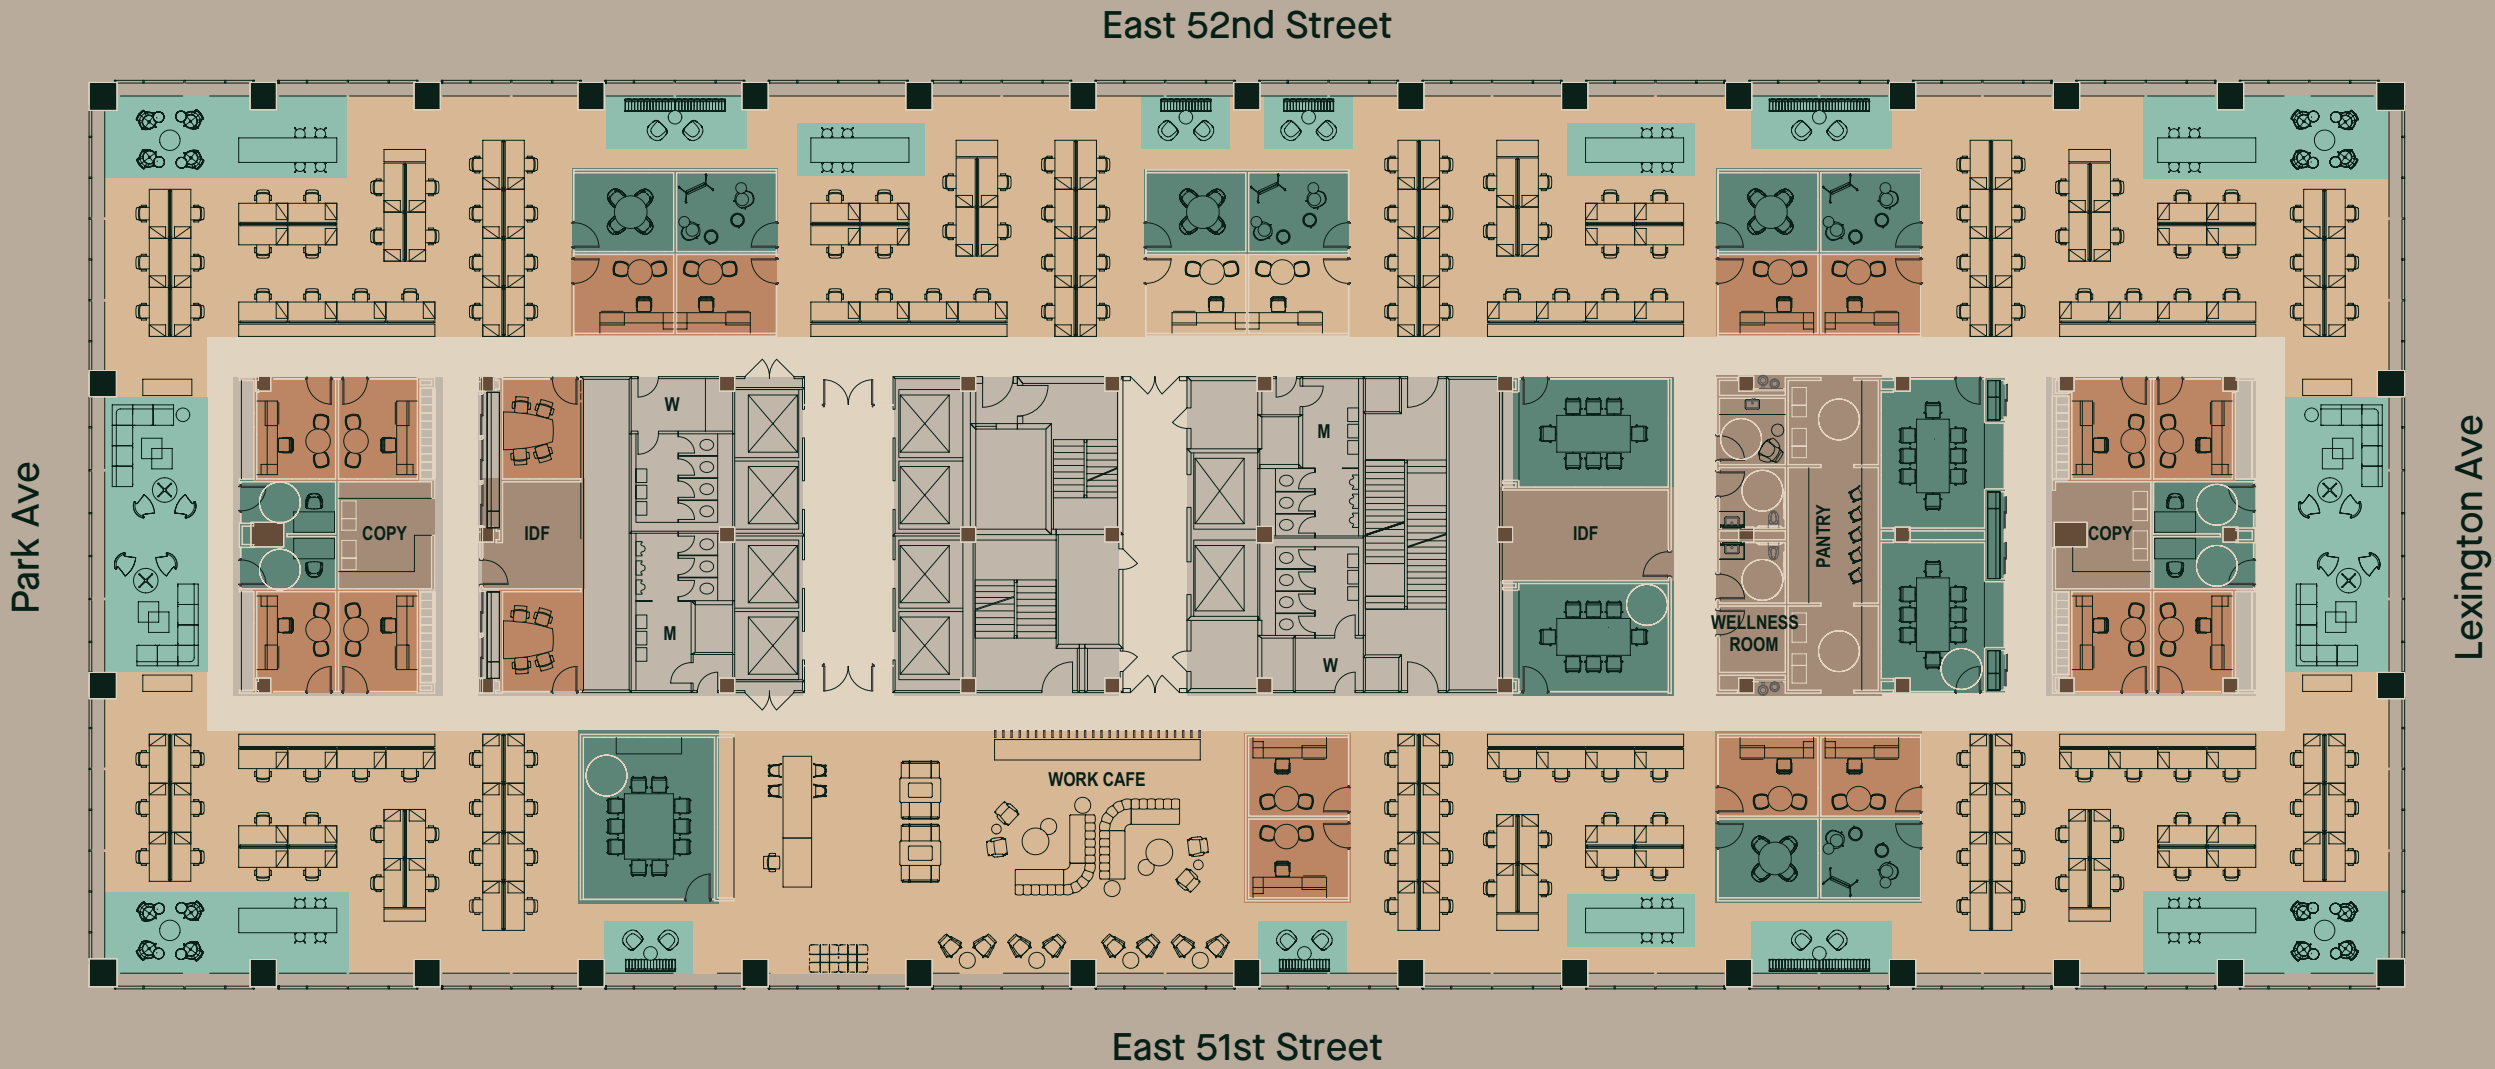 East 52nd Street
Park Ave
Lexington Ave
W
M
COPY
IDF
IDF
PANTRY
COPY
WELLNESS
ROOM
M
W
WORK CAFE
East 51st Street